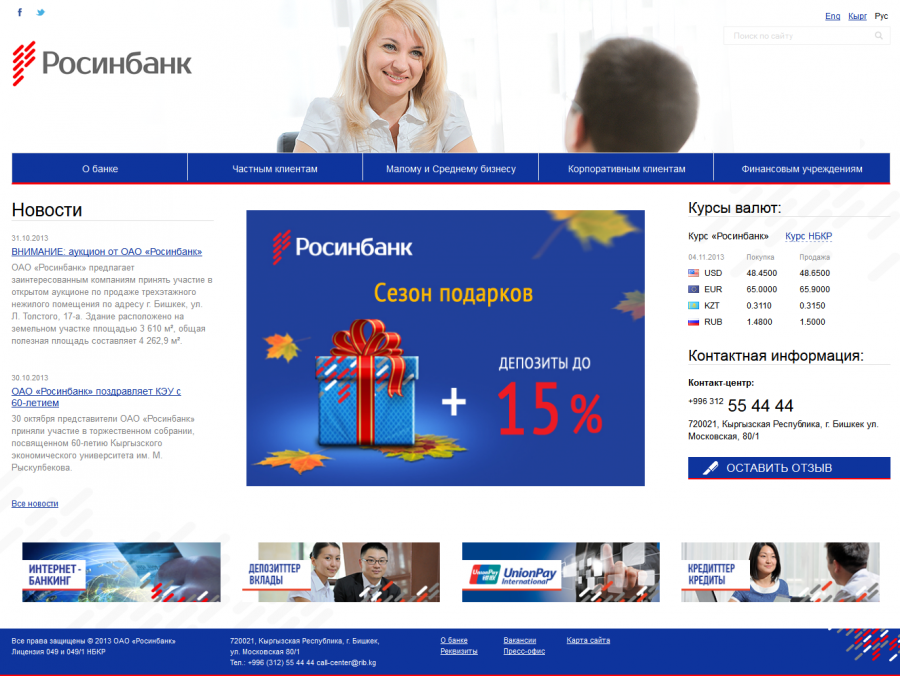 Eng Кырг Рус
Поиск по сайту
Росинбанк
О банке
Частным клиентам
Малому и Среднему бизнесу
Корпоративным клиентам
Финансовым учреждениям
Новости
31.10.2013
ВНИМАНИЕ: аукцион от ОАО «Росинбанк»
ОАО «Росинбанк» предлагает
заинтересованным компаниям принять участие в
открытом аукционе по продаже трехэтажного
нежилого помещения по адресу г. Бишкек, ул.
Л. Толстого, 17-а. Здание расположено на
земельном участке площадью 3 610 м², общая
полезная площадь составляет 4 262,9 м².
30.10.2013
ОАО «Росинбанк» поздравляет КЭУ с
60-летием
30 октября представители ОАО «Росинбанк»
приняли участие в торжественном собрании,
посвященном 60-летию Кыргызского
экономического университета им. М.
Рыскулбекова.
Все новости
Росинбанк
Сезон подарков
ДЕПОЗИТЫ ДО
+ 15 %
Курсы валют:
Курс «Росинбанк» Курс НБКР
04.11.2013 Покупка Продажа
USD 48.4500 48.6500
EUR 65.0000 65.9000
KZT 0.3110 0.3150
RUB 1.4800 1.5000
Контактная информация:
Контакт-центр:
+996 312 55 44 44
720021, Кыргызская Республика, г. Бишкек ул.
Московская, 80/1
ОСТАВИТЬ ОТЗЫВ
ИНТЕРНЕТ -
БАНКИНГ
ДЕПОЗИТТЕР
ВКЛАДЫ
UnionPay
UnionPay
International
КРЕДИТТЕР
КРЕДИТЫ
Все права защищены © 2013 ОАО «Росинбанк»
Лицензия 049 и 049/1 НБКР
720021, Кыргызская Республика, г. Бишкек,
ул. Московская 80/1
Тел.: +996 (312) 55 44 44 call-center@rib.kg
О банке
Реквизиты
Вакансии
Пресс-офис
Карта сайта